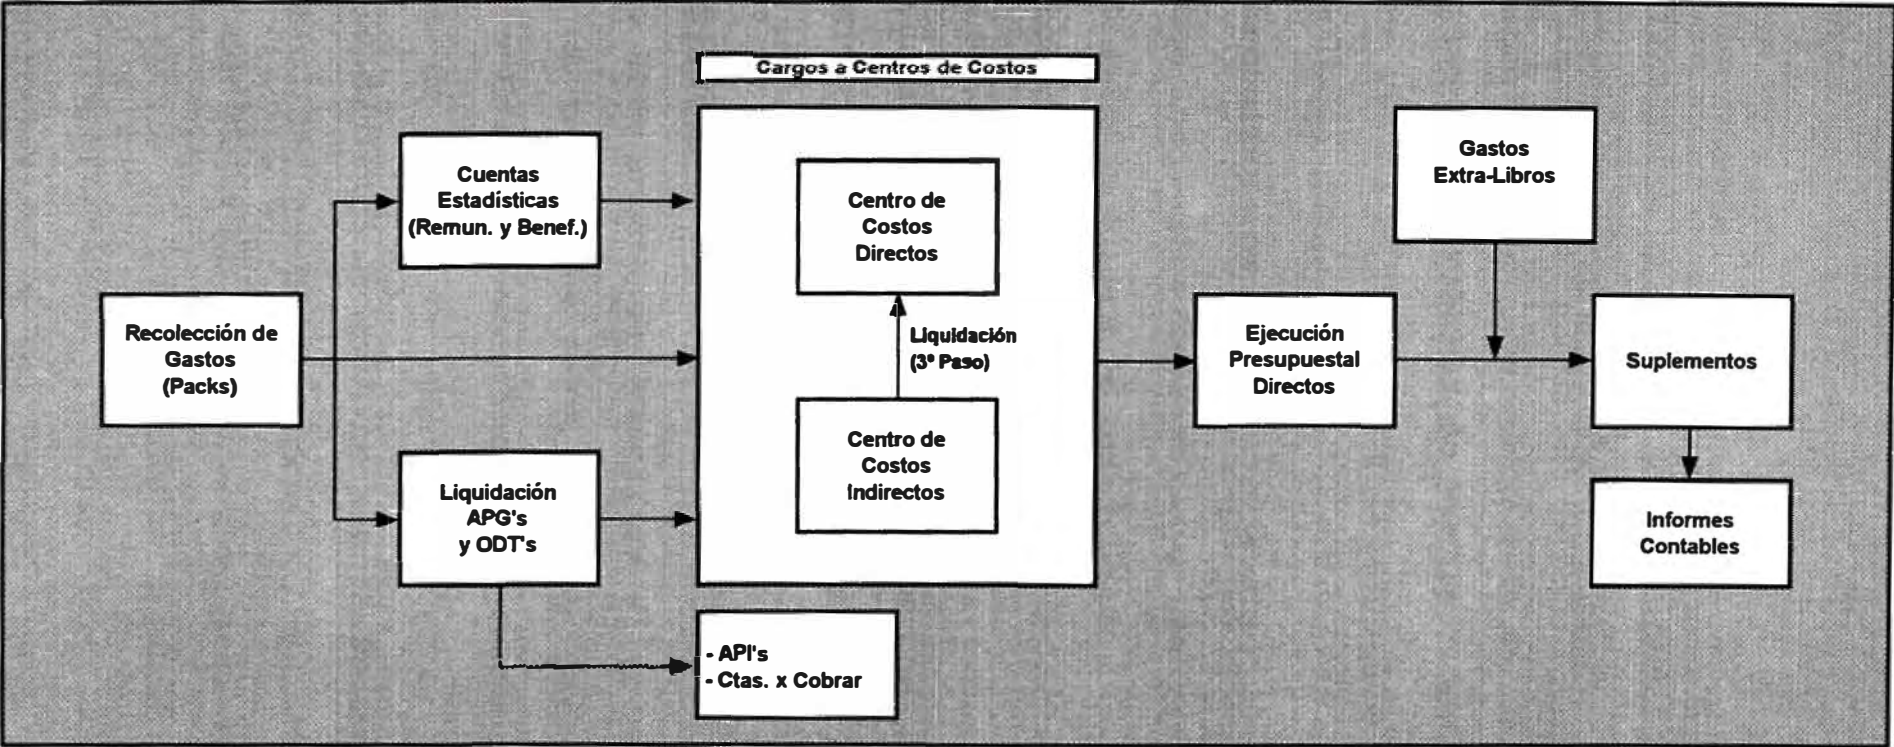 Cargos a Centros de Costos
Recolección de
Gastos
(Packs)
Cuentas
Estadísticas
(Remun. y Benef.)
Liquidación
APG's
y ODT's
Centro de
Costos
Directos
Liquidación
(3º Paso)
Centro de
Costos
Indirectos
- API's
- Ctas. x Cobrar
Ejecución
Presupuestal
Directos
Gastos
Extra-Libros
Suplementos
Informes
Contables